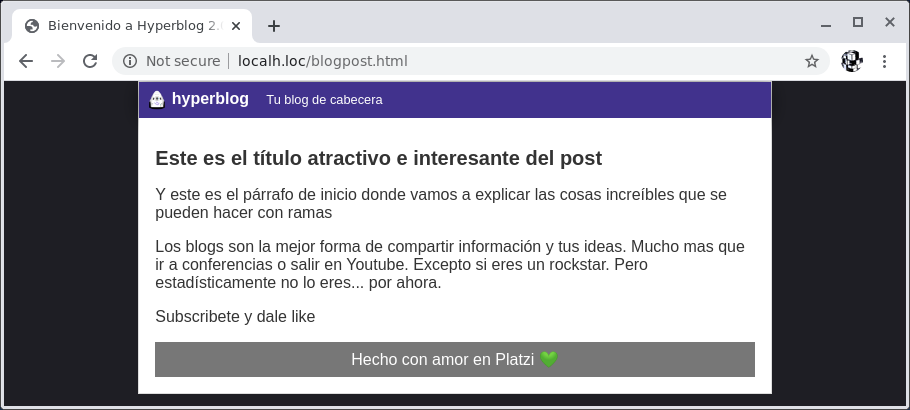 Bienvenido a Hyperblog 2.
Not secure localh.loc/blogpost.html
hyperblog Tu blog de cabecera
Este es el título atractivo e interesante del post
Y este es el párrafo de inicio donde vamos a explicar las cosas increíbles que se
pueden hacer con ramas
Los blogs son la mejor forma de compartir información y tus ideas. Mucho mas que
ir a conferencias o salir en Youtube. Excepto si eres un rockstar. Pero
estadísticamente no lo eres... por ahora.
Subscribete y dale like
Hecho con amor en Platzi 💚